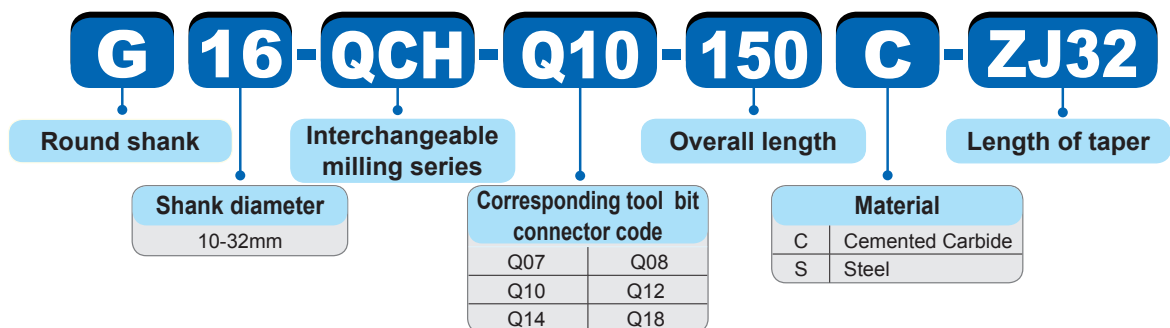 G 16-QCH-Q10-150 C-ZJ32
Round shank
Interchangeable
milling series
Overall length
Length of taper
Shank diameter
10-32mm
Corresponding tool bit
connector code
Q07 Q08
Q10 Q12
Q14 Q18
Material
C Cemented Carbide
S Steel